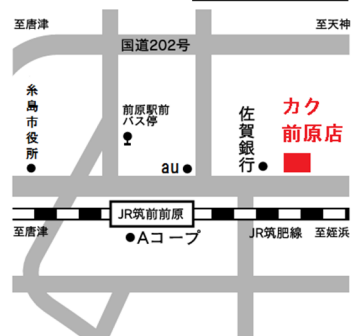 至唐津
至天神
国道202号
糸島市役所
前原駅前
バス停
佐賀銀行
カク
前原店
au
JR筑前前原
至唐津
Aコープ
JR筑肥線
至姪浜